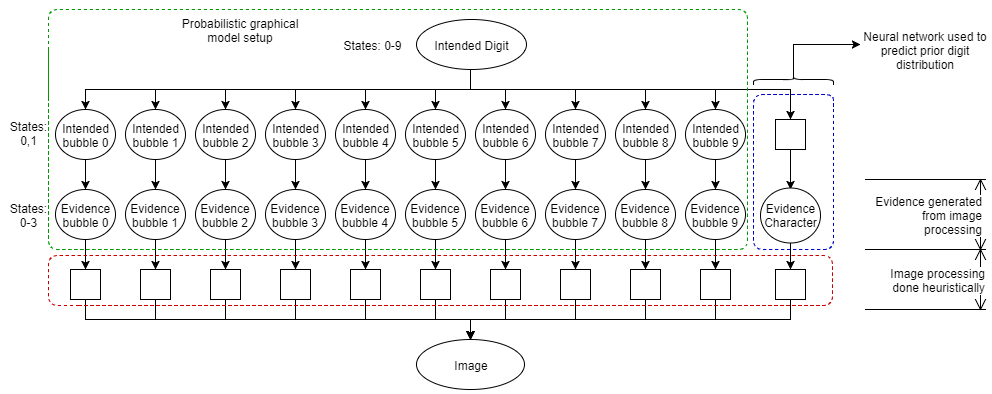 Probabilistic graphical
model setup
States: 0-9
Intended Digit
Neural network used to
predict prior digit
distribution
States:
0,1
Intended
bubble 0
Intended
bubble 1
Intended
bubble 2
Intended
bubble 3
Intended
bubble 4
Intended
bubble 5
Intended
bubble 6
Intended
bubble 7
Intended
bubble 8
Intended
bubble 9
States:
0-3
Evidence
bubble 0
Evidence
bubble 1
Evidence
bubble 2
Evidence
bubble 3
Evidence
bubble 4
Evidence
bubble 5
Evidence
bubble 6
Evidence
bubble 7
Evidence
bubble 8
Evidence
bubble 9
Evidence
Character
Evidence generated
from image
processing
Image processing
done heuristically
Image